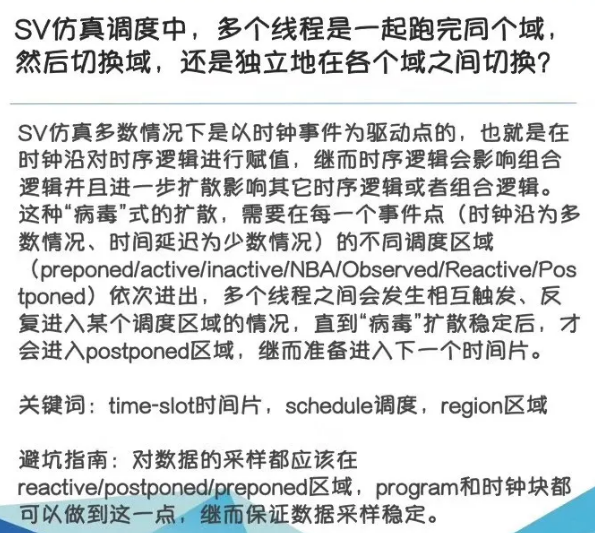 SV仿真调度中，多个线程是一起跑完同个域，
然后切换域，还是独立地在各个域之间切换？
SV仿真多数情况下是以时钟事件为驱动点的，也就是在
时钟沿对时序逻辑进行赋值，继而时序逻辑会影响组合
逻辑并且进一步扩散影响其它时序逻辑或者组合逻辑。
这种“病毒”式的扩散，需要在每一个事件点（时钟沿为多
数情况、时间延迟为少数情况）的不同调度区域
（preponed/active/inactive/NBA/Observed/Reactive/Pos
tponed）依次进出，多个线程之间会发生相互触发、反
复进入某个调度区域的情况，直到“病毒”扩散稳定后，才
会进入postponed区域，继而准备进入下一个时间片。
关键词：time-slot时间片，schedule调度，region区域
避坑指南：对数据的采样都应该在
reactive/postponed/preponed区域，program和时钟块都
可以做到这一点，继而保证数据采样稳定。